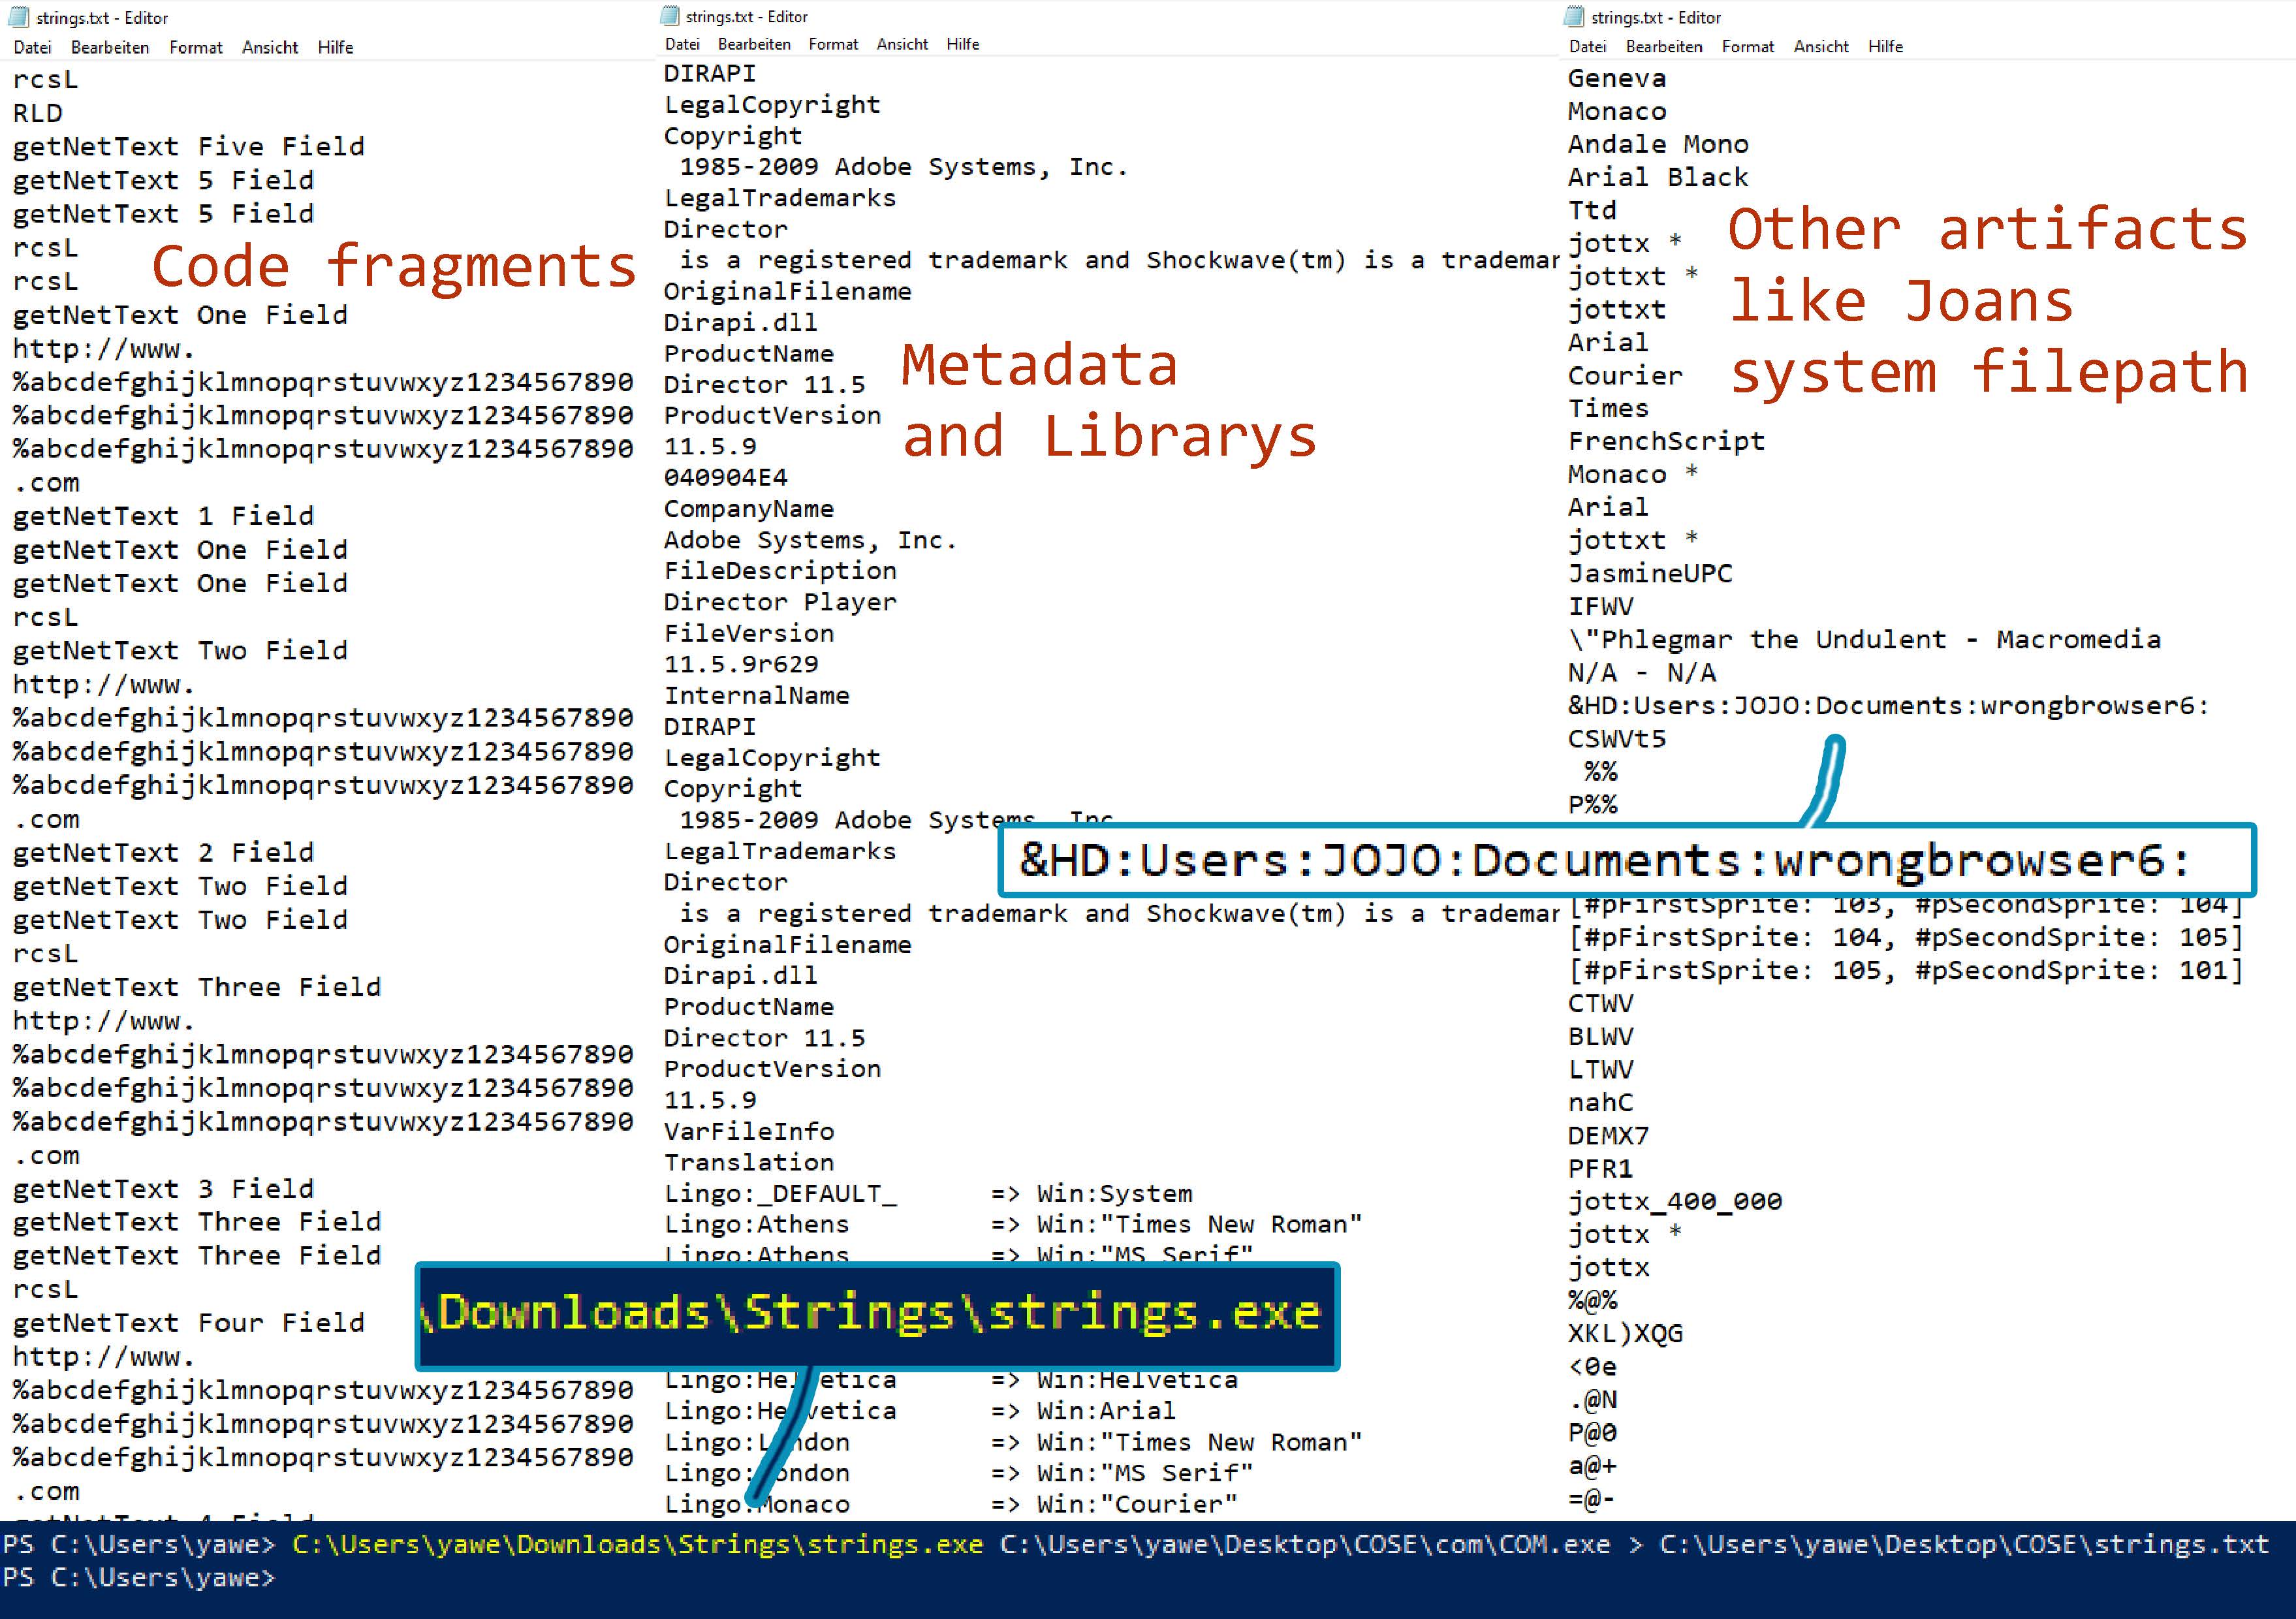 strings.txt - Editor
Datei Bearbeiten Format Ansicht Hilfe
rcsL
RLD
getNetText Five Field
getNetText 5 Field
getNetText 5 Field
rcsL
rcsL
getNetText One Field
http://www.
%abcdefghijklmnopqrstuvwxyz1234567890
%abcdefghijklmnopqrstuvwxyz1234567890
%abcdefghijklmnopqrstuvwxyz1234567890
.com
getNetText 1 Field
getNetText One Field
getNetText One Field
rcsL
getNetText Two Field
http://www.
%abcdefghijklmnopqrstuvwxyz1234567890
%abcdefghijklmnopqrstuvwxyz1234567890
%abcdefghijklmnopqrstuvwxyz1234567890
.com
getNetText 2 Field
getNetText Two Field
getNetText Two Field
rcsL
getNetText Three Field
http://www.
%abcdefghijklmnopqrstuvwxyz1234567890
%abcdefghijklmnopqrstuvwxyz1234567890
%abcdefghijklmnopqrstuvwxyz1234567890
.com
getNetText 3 Field
getNetText Three Field
getNetText Three Field
rcsL
getNetText Four Field
http://www.
%abcdefghijklmnopqrstuvwxyz1234567890
%abcdefghijklmnopqrstuvwxyz1234567890
%abcdefghijklmnopqrstuvwxyz1234567890
.com
getNetText 4 Field
Code fragments
strings.txt - Editor
Datei Bearbeiten Format Ansicht Hilfe
DIRAPI
LegalCopyright
Copyright
1985-2009 Adobe Systems, Inc.
LegalTrademarks
Director
is a registered trademark and Shockwave(tm) is a trademar
OriginalFilename
Dirapi.dll
ProductName
Director 11.5
ProductVersion
11.5.9
040904E4
CompanyName
Adobe Systems, Inc.
FileDescription
Director Player
FileVersion
11.5.9r629
InternalName
DIRAPI
LegalCopyright
Copyright
1985-2009 Adobe Systems, Inc
LegalTrademarks
Director
is a registered trademark and Shockwave(tm) is a trademar
OriginalFilename
Dirapi.dll
ProductName
Director 11.5
ProductVersion
11.5.9
VarFileInfo
Translation
Lingo:_DEFAULT_ => Win:System
Lingo:Athens => Win:"Times New Roman"
Lingo:Athens => Win:"MS Serif"
Lingo:Helvetica => Win:Helvetica
Lingo:Helvetica => Win:Arial
Lingo:London => Win:"Times New Roman"
Lingo:London => Win:"MS Serif"
Lingo:Monaco => Win:"Courier"
Metadata
and Librarys
\Downloads\Strings\strings.exe
strings.txt - Editor
Datei Bearbeiten Format Ansicht Hilfe
Geneva
Monaco
Andale Mono
Arial Black
Ttd
jottx *
jottxt *
jottxt
Arial
Courier
Times
FrenchScript
Monaco *
Arial
jottxt *
JasmineUPC
IFWV
\"Phlegmar the Undulent - Macromedia
N/A - N/A
&HD:Users:JOJO:Documents:wrongbrowser6:
CSWVt5
%%
P%%
&HD:Users:JOJO:Documents:wrongbrowser6:
[#pFirstSprite: 103, #pSecondSprite: 104]
[#pFirstSprite: 104, #pSecondSprite: 105]
[#pFirstSprite: 105, #pSecondSprite: 101]
CTWV
BLWV
LTWV
nahC
DEMX7
PFR1
jottx_400_000
jottx *
jottx
%@%
XKL)XQG
<0e
.@N
P@0
a@+
=@-
Other artifacts
like Joans
system filepath
PS C:\Users\yawe> C:\Users\yawe\Downloads\Strings\strings.exe C:\Users\yawe\Desktop\COSE\com\COM.exe > C:\Users\yawe\Desktop\COSE\strings.txt
PS C:\Users\yawe>